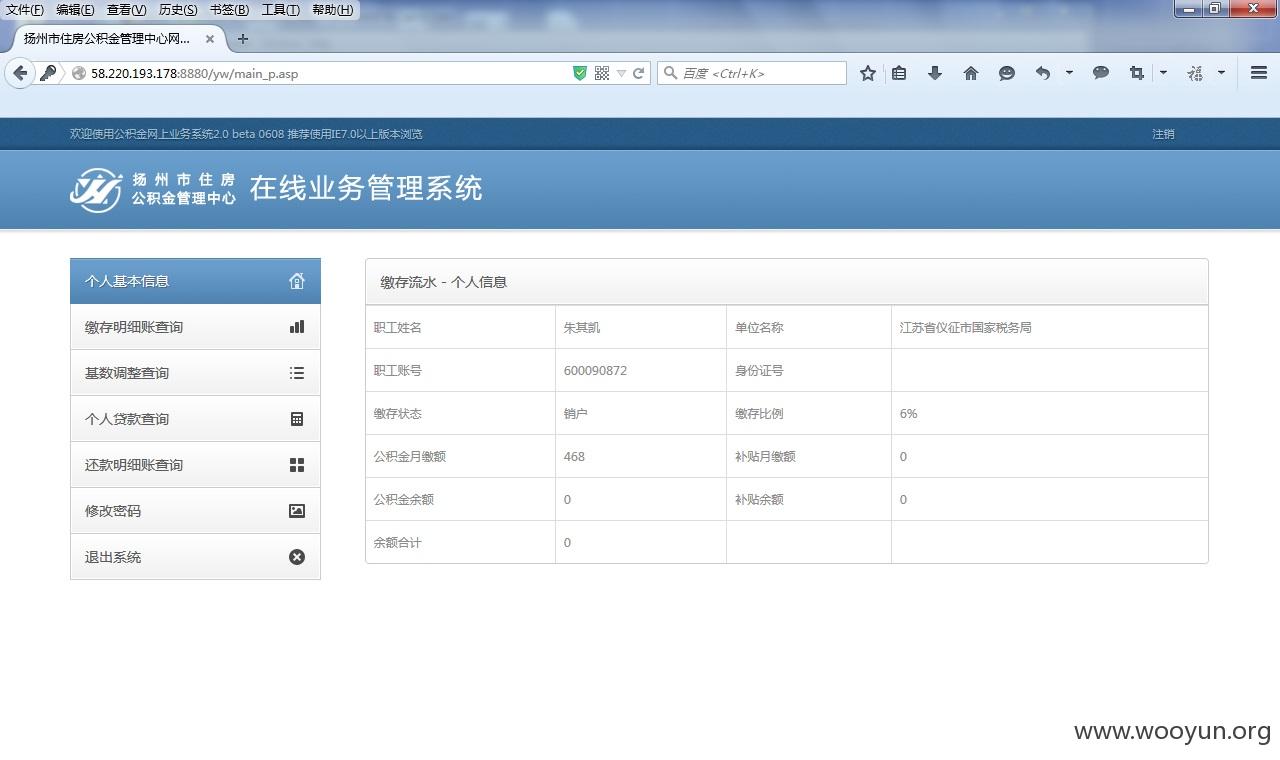 文件(F) 编辑(E) 查看(V) 历史(S) 书签(B) 工具(T) 帮助(H)
扬州市住房公积金管理中心网...
58.220.193.178:8880/yw/main_p.asp
百度 <Ctrl+K>
欢迎使用公积金网上业务系统2.0 beta 0608 推荐使用IE7.0以上版本浏览 注销
扬州市住房
公积金管理中心
在线业务管理系统
个人基本信息
缴存明细账查询
基数调整查询
个人贷款查询
还款明细账查询
修改密码
退出系统
缴存流水 - 个人信息
职工姓名 朱其凯 单位名称 江苏省仪征市国家税务局
职工账号 600090872 身份证号
缴存状态 销户 缴存比例 6%
公积金月缴额 468 补贴月缴额 0
公积金余额 0 补贴余额 0
余额合计 0
www.wooyun.org